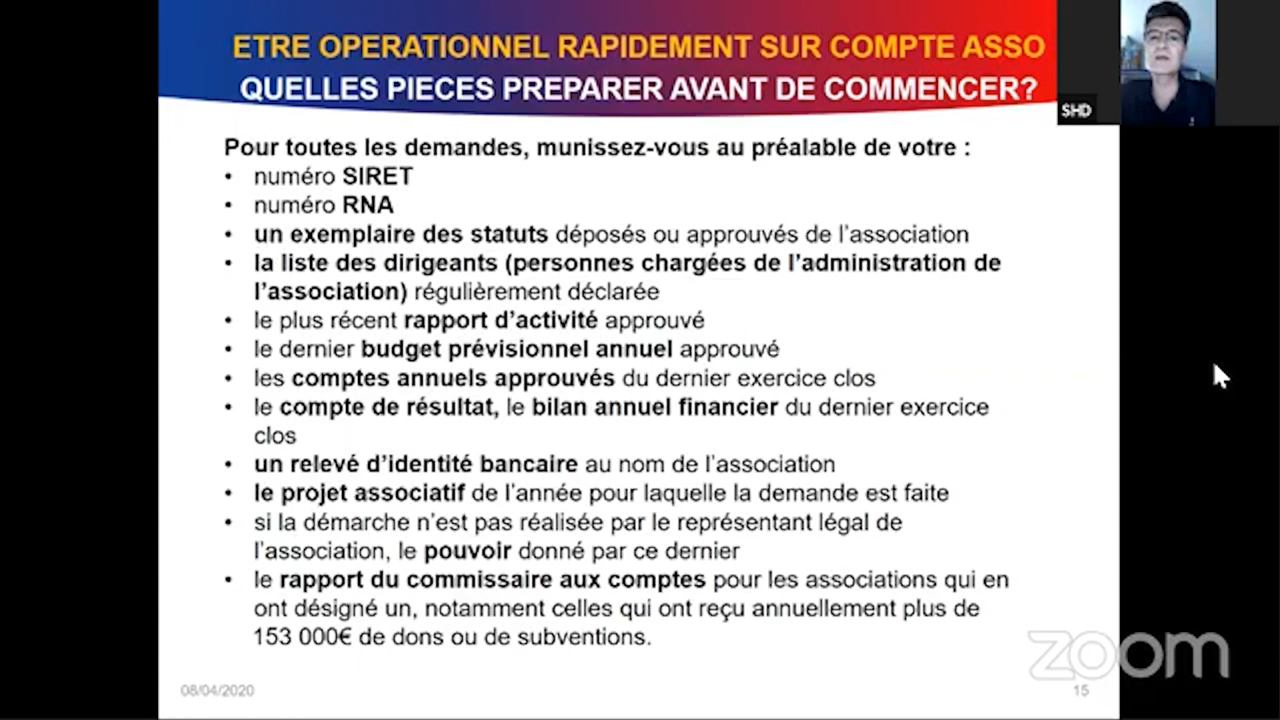 ETRE OPERATIONNEL RAPIDEMENT SUR COMPTE ASSO
QUELLES PIECES PREPARER AVANT DE COMMENCER?
SHD
Pour toutes les demandes, munissez-vous au préalable de votre :
• numéro SIRET
• numéro RNA
• un exemplaire des statuts déposés ou approuvés de l'association
• la liste des dirigeants (personnes chargées de l'administration de
l'association) régulièrement déclarée
• le plus récent rapport d'activité approuvé
• le dernier budget prévisionnel annuel approuvé
• les comptes annuels approuvés du dernier exercice clos
• le compte de résultat, le bilan annuel financier du dernier exercice
clos
• un relevé d'identité bancaire au nom de l'association
• le projet associatif de l'année pour laquelle la demande est faite
• si la démarche n'est pas réalisée par le représentant légal de
l'association, le pouvoir donné par ce dernier
• le rapport du commissaire aux comptes pour les associations qui en
ont désigné un, notamment celles qui ont reçu annuellement plus de
153 000€ de dons ou de subventions.
zoom
08/04/2020
15